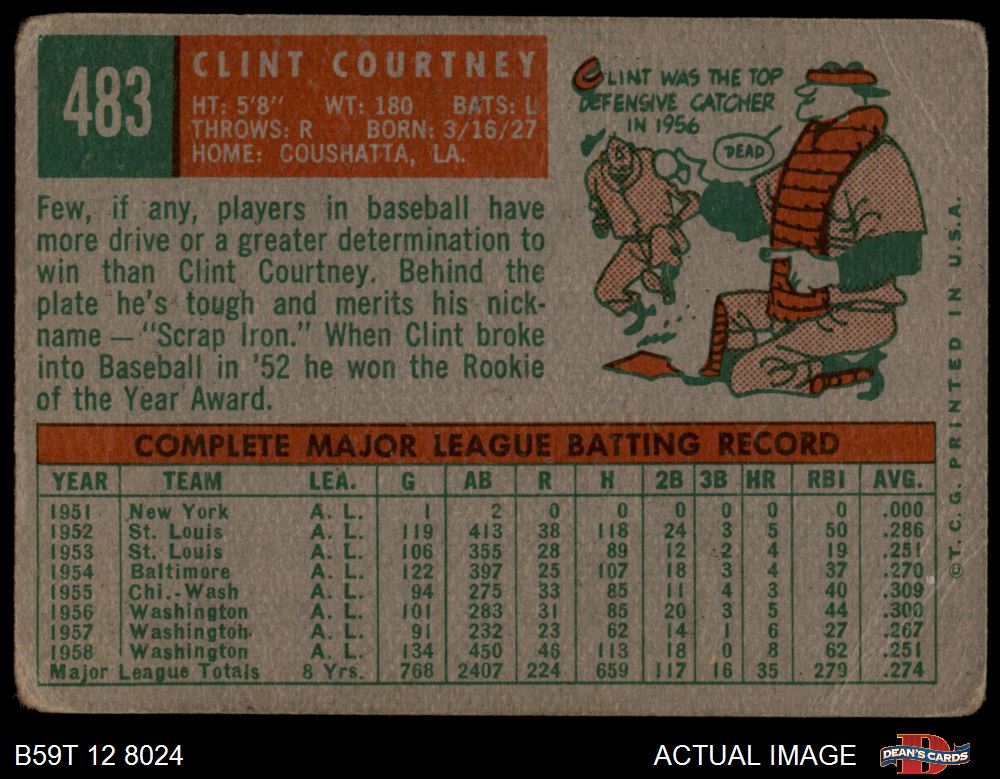 483
CLINT COURTNEY
HT: 5'8" WT: 180 BATS: L
THROWS: R BORN: 3/16/27
HOME: COUSHATTA, LA.
CLINT WAS THE TOP
DEFENSIVE CATCHER
IN 1956
DEAD
Few, if any, players in baseball have
more drive or a greater determination to
win than Clint Courtney. Behind the
plate he's tough and merits his nick-
name — "Scrap Iron." When Clint broke
into Baseball in '52 he won the Rookie
of the Year Award.
COMPLETE MAJOR LEAGUE BATTING RECORD
YEAR TEAM LEA. G AB R H 2B 3B HR RBI AVG.
1951 New York A. L. 1 2 0 0 0 0 0 0 .000
1952 St. Louis A. L. 119 413 38 118 24 3 5 50 .286
1953 St. Louis A. L. 106 355 28 89 12 2 4 19 .251
1954 Baltimore A. L. 122 397 25 107 18 3 4 37 .270
1955 Chi.-Wash A. L. 94 275 33 85 11 4 3 40 .309
1956 Washington A. L. 101 283 31 85 20 3 5 44 .300
1957 Washington A. L. 91 232 23 62 14 1 6 27 .267
1958 Washington A. L. 134 450 46 113 18 0 8 62 .251
Major League Totals 8 Yrs. 768 2407 224 659 117 16 35 279 .274
© T. C. G. PRINTED IN U.S.A.
B59T 12 8024
ACTUAL IMAGE
DEAN'S CARDS